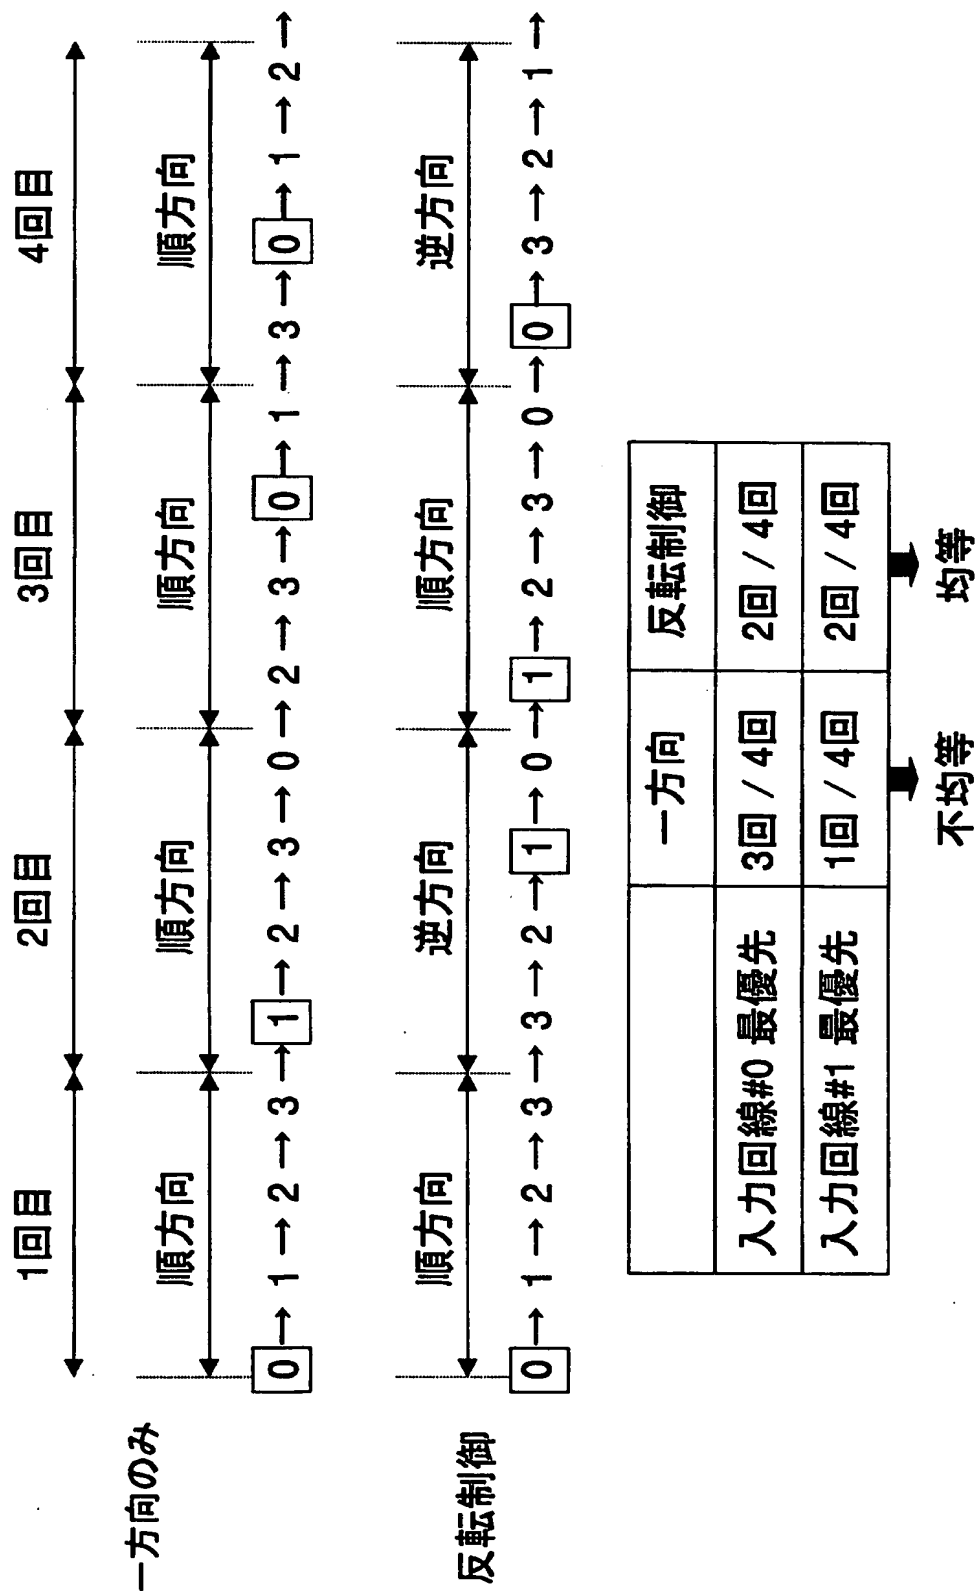 1回目 2回目 3回目 4回目
一方向のみ
順方向 順方向 順方向 順方向
0→1→2→3→1→2→3→0→2→3→0→1→3→0→1→2→
反転制御
順方向 逆方向 順方向 逆方向
0→1→2→3→3→2→1→0→1→2→3→0→0→3→2→1→
一方向 反転制御
入力回線#0 最優先 3回 / 4回 2回 / 4回
入力回線#1 最優先 1回 / 4回 2回 / 4回
不均等 均等